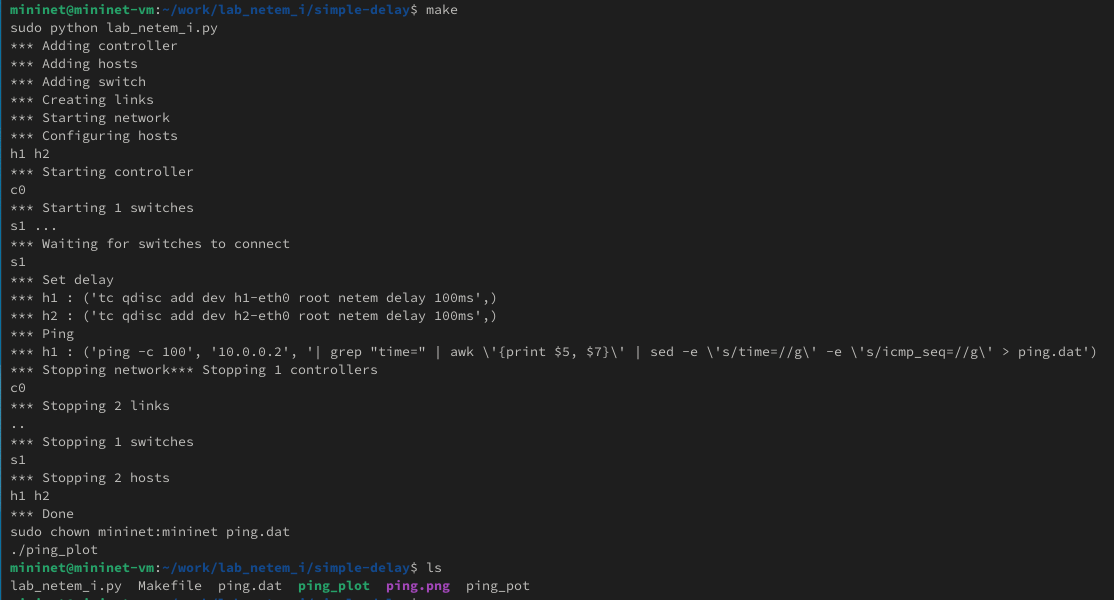 mininet@mininet-vm:~/work/lab_netem_i/simple-delay$ make
sudo python lab_netem_i.py
*** Adding controller
*** Adding hosts
*** Adding switch
*** Creating links
*** Starting network
*** Configuring hosts
h1 h2
*** Starting controller
c0
*** Starting 1 switches
s1 ...
*** Waiting for switches to connect
s1
*** Set delay
*** h1 : ('tc qdisc add dev h1-eth0 root netem delay 100ms',)
*** h2 : ('tc qdisc add dev h2-eth0 root netem delay 100ms',)
*** Ping
*** h1 : ('ping -c 100', '10.0.0.2', '| grep "time=" | awk \'{print $5, $7}\' | sed -e \'s/time=//g\' -e \'s/icmp_seq=//g\' > ping.dat')
*** Stopping network*** Stopping 1 controllers
c0
*** Stopping 2 links
..
*** Stopping 1 switches
s1
*** Stopping 2 hosts
h1 h2
*** Done
sudo chown mininet:mininet ping.dat
./ping_plot
mininet@mininet-vm:~/work/lab_netem_i/simple-delay$ ls
lab_netem_i.py  Makefile  ping.dat  ping_plot  ping.png  ping_pot